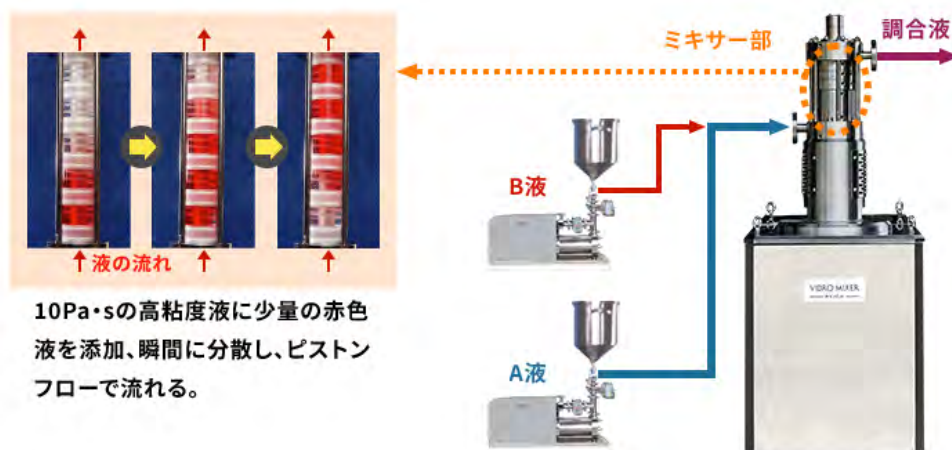 液の流れ
10Pa・sの高粘度液に少量の赤色
液を添加、瞬間に分散し、ピストン
フローで流れる。
ミキサー部
調合液
B液
A液
VIBRO MIXER